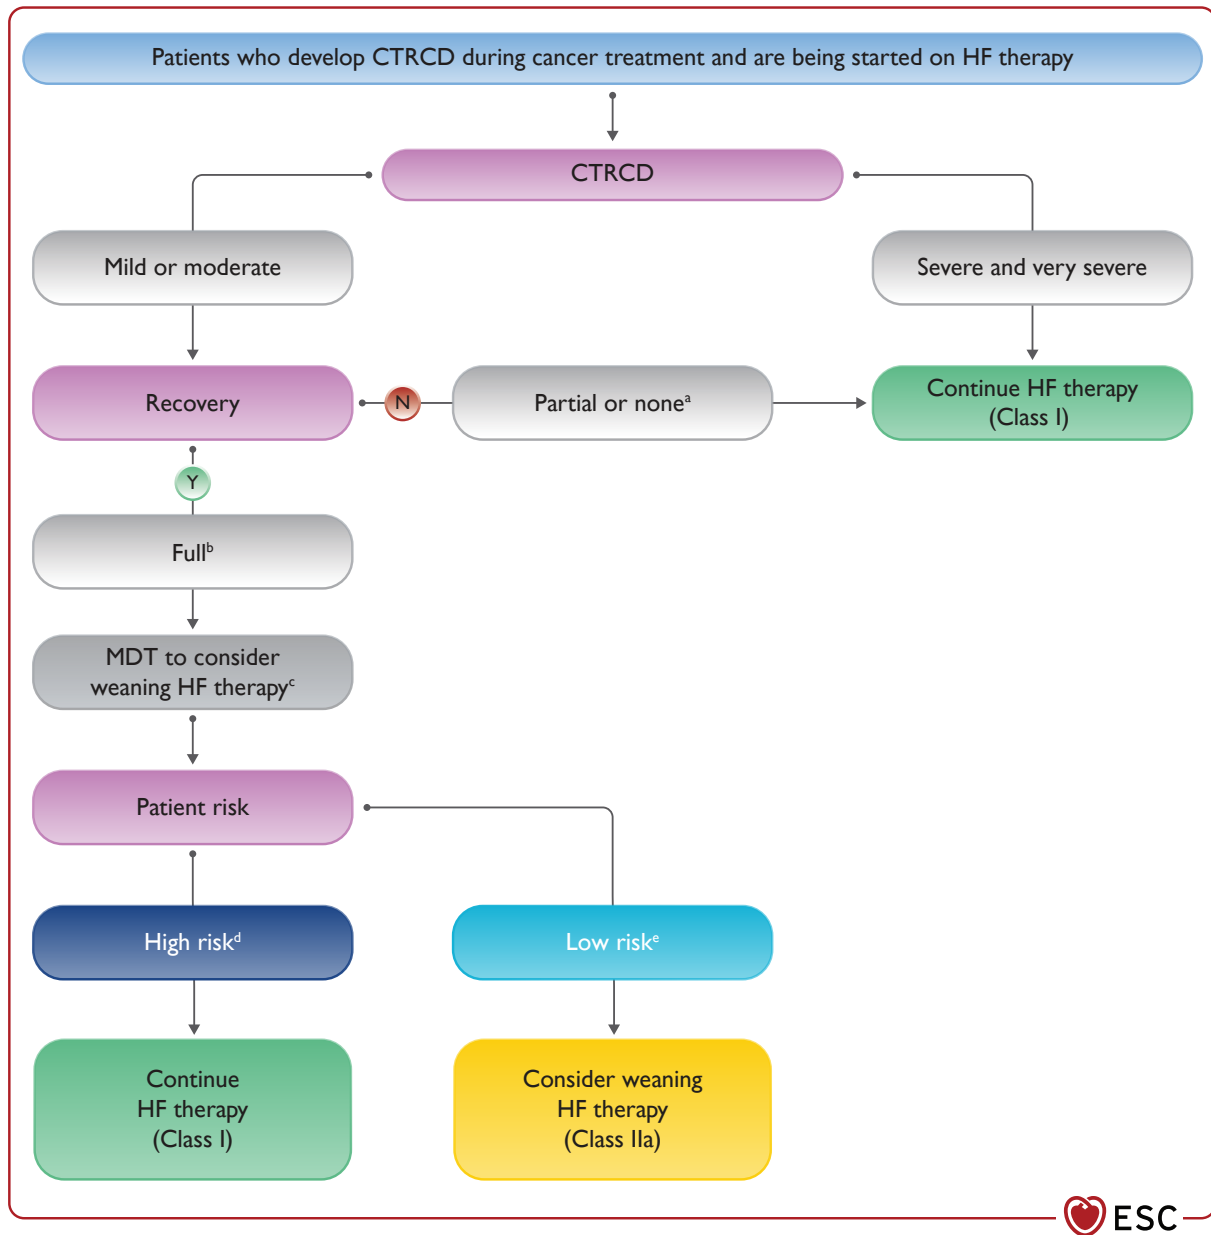 Patients who develop CTRCD during cancer treatment and are being started on HF therapy
CTRCD
Mild or moderate
Severe and very severe
Recovery
N
Partial or noneᵃ
Continue HF therapy
(Class I)
Y
Fullᵇ
MDT to consider
weaning HF therapyᶜ
Patient risk
High riskᵈ
Low riskᵉ
Continue
HF therapy
(Class I)
Consider weaning
HF therapy
(Class IIa)
ESC